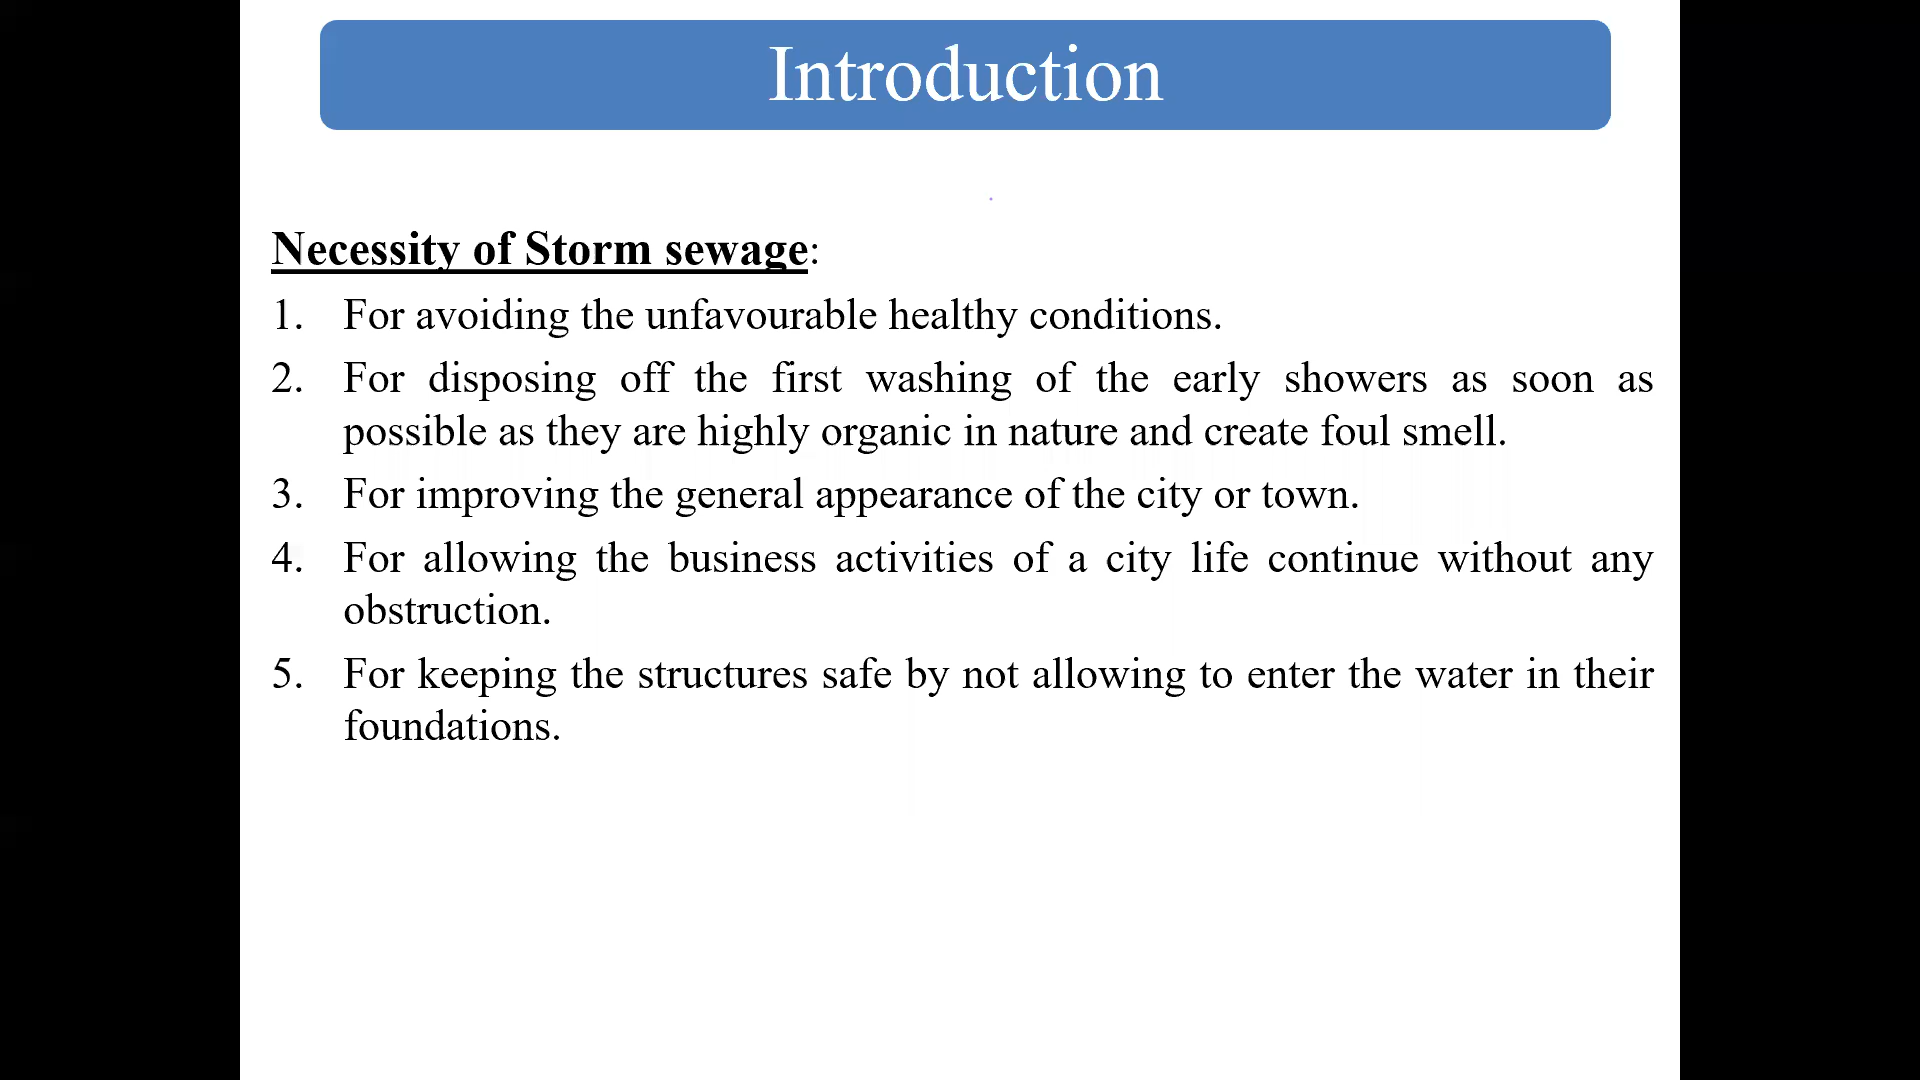 Introduction
Necessity of Storm sewage:
1. For avoiding the unfavourable healthy conditions.
2. For disposing off the first washing of the early showers as soon as
possible as they are highly organic in nature and create foul smell.
3. For improving the general appearance of the city or town.
4. For allowing the business activities of a city life continue without any
obstruction.
5. For keeping the structures safe by not allowing to enter the water in their
foundations.